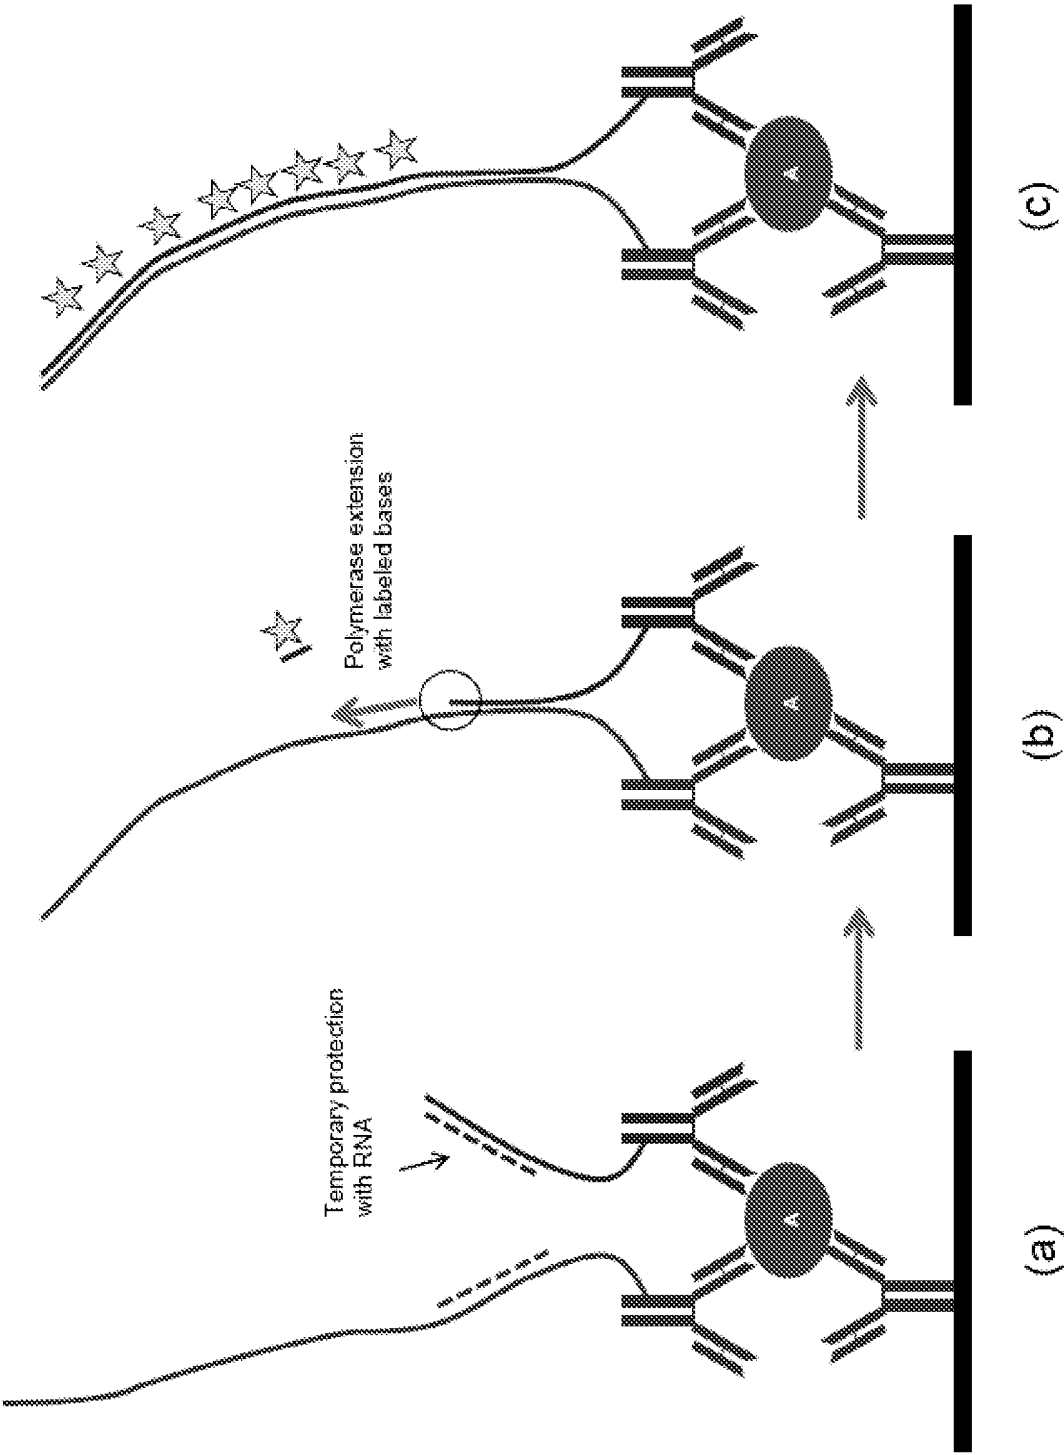 Temporary protection
with RNA
A
(a)
Polymerase extension
with labeled bases
A
(b)
A
(c)